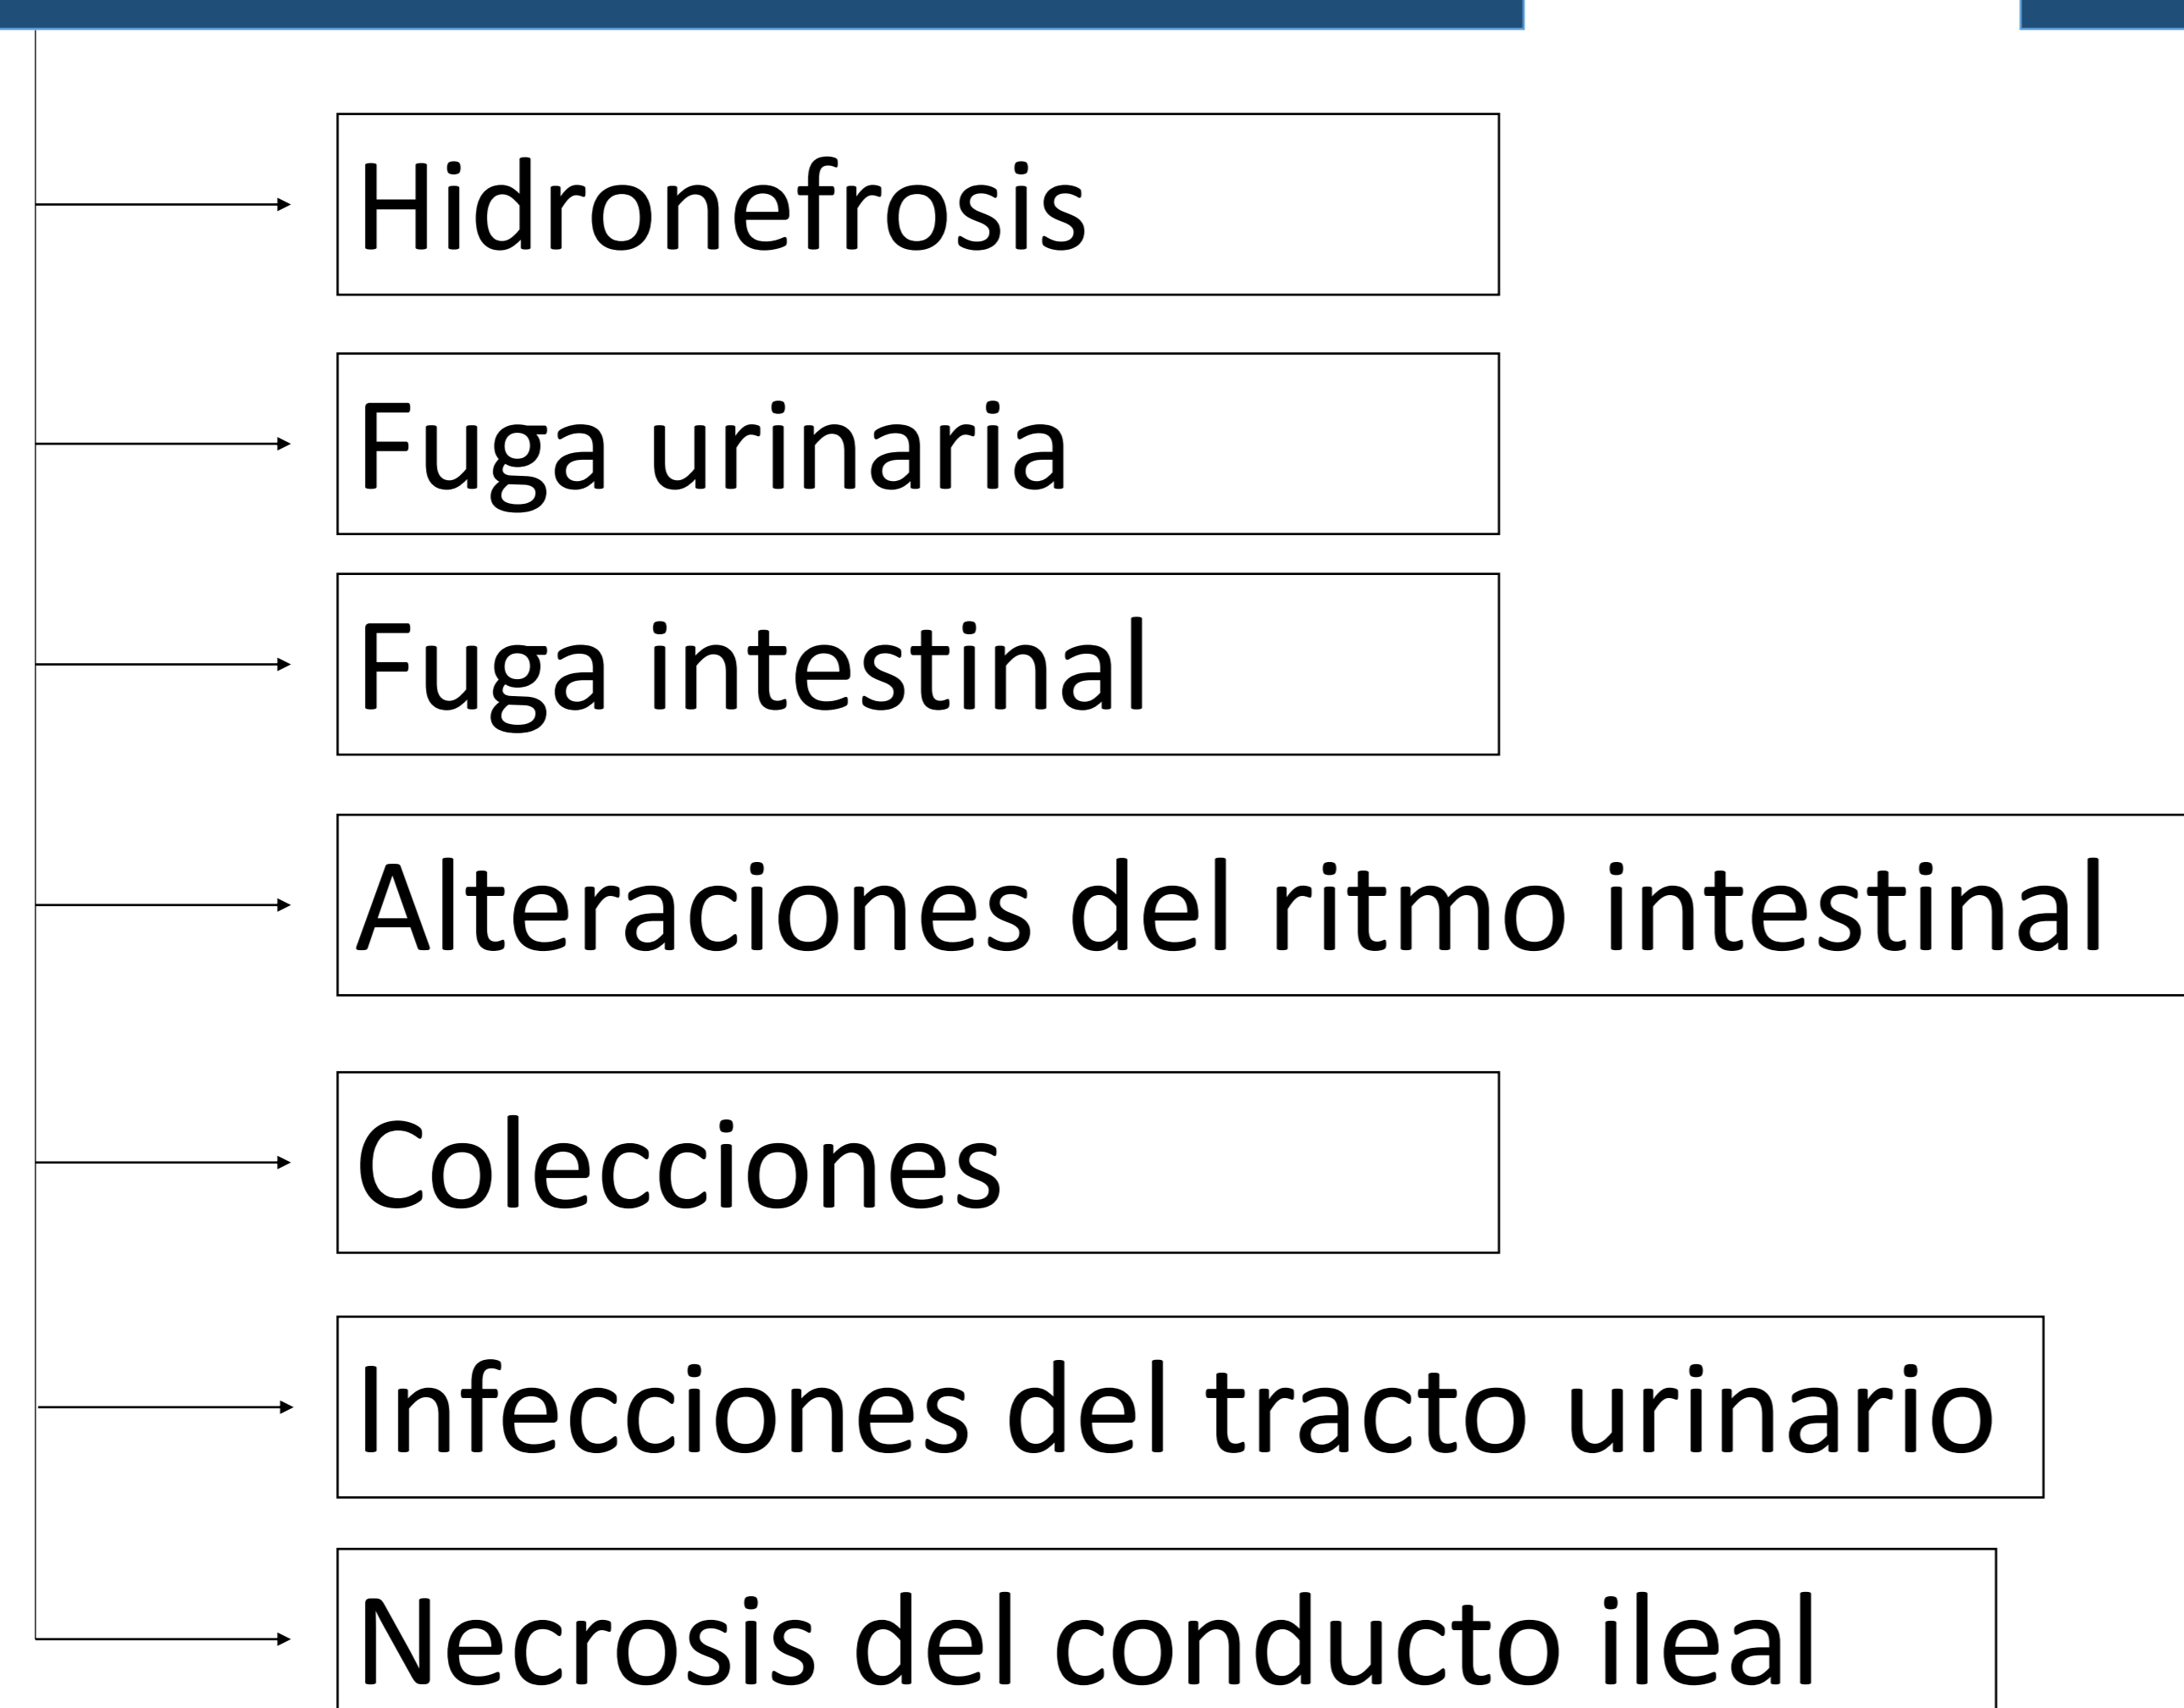 Hidronefrosis
Fuga urinaria
Fuga intestinal
Alteraciones del ritmo intestinal
Colecciones
Infecciones del tracto urinario
Necrosis del conducto ileal